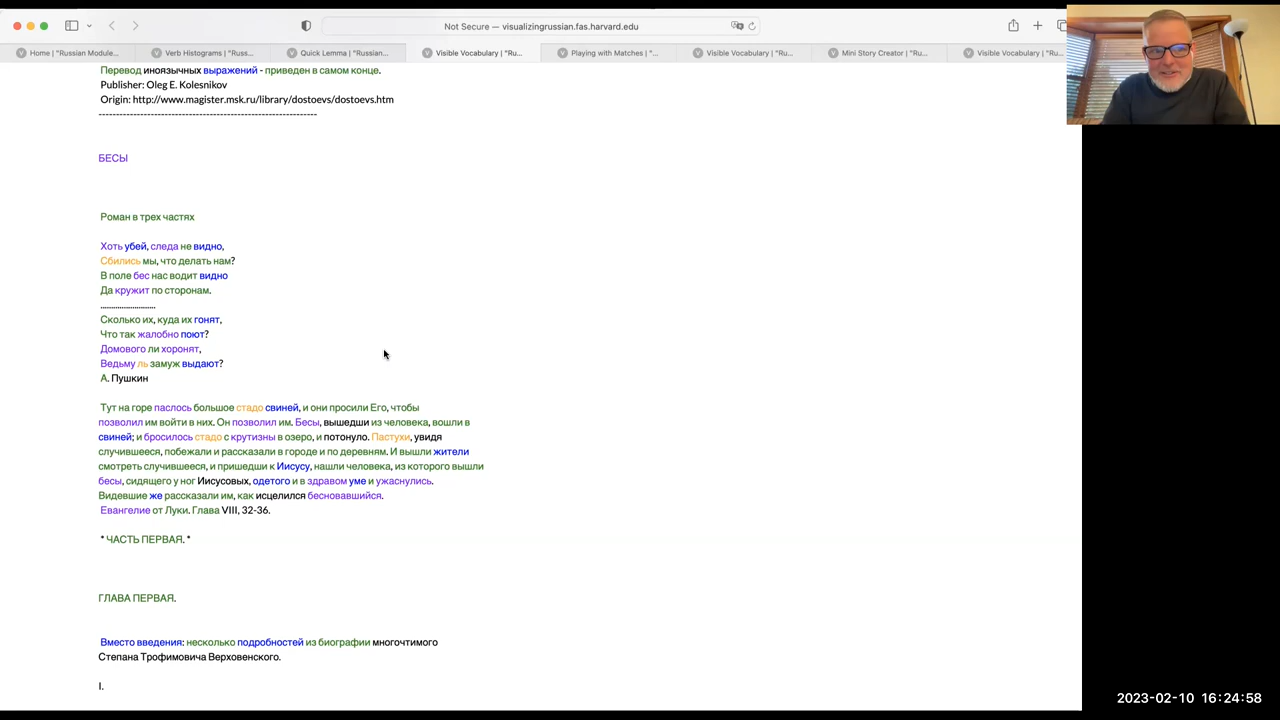 Not Secure — visualizingrussian.fas.harvard.edu
Home | "Russian Module... Verb Histograms | "Russ... Quick Lemma | "Russian... Visible Vocabulary | "Ru... Playing with Matches | "... Visible Vocabulary | "Ru... Mini Story Creator | "Ru... Visible Vocabulary | "Ru...
Перевод иноязычных выражений - приведен в самом конце.
Publisher: Oleg E. Kolesnikov
Origin: http://www.magister.msk.ru/library/dostoevs/dostoevs.htm
---------------------------------------------------------------
БЕСЫ
Роман в трех частях
Хоть убей, следа не видно,
Сбились мы, что делать нам?
В поле бес нас водит видно
Да кружит по сторонам.
...........................
Сколько их, куда их гонят,
Что так жалобно поют?
Домового ли хоронят,
Ведьму ль замуж выдают?
А. Пушкин
Тут на горе паслось большое стадо свиней, и они просили Его, чтобы
позволил им войти в них. Он позволил им. Бесы, вышедши из человека, вошли в
свиней; и бросилось стадо с крутизны в озеро, и потонуло. Пастухи, увидя
случившееся, побежали и рассказали в городе и по деревням. И вышли жители
смотреть случившееся, и пришедши к Иисусу, нашли человека, из которого вышли
бесы, сидящего у ног Иисусовых, одетого и в здравом уме и ужаснулись.
Видевшие же рассказали им, как исцелился бесновавшийся.
Евангелие от Луки. Глава VIII, 32-36.
* ЧАСТЬ ПЕРВАЯ. *
ГЛАВА ПЕРВАЯ.
Вместо введения: несколько подробностей из биографии многочтимого
Степана Трофимовича Верховенского.
I.
2023-02-10 16:24:58